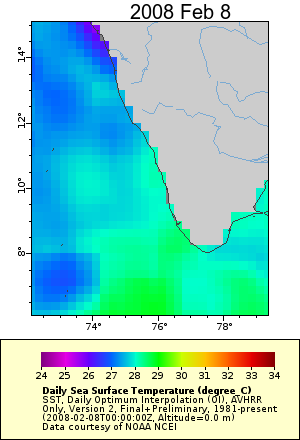 2008 Feb 8
14°
12°
10°
8°
74° 76° 78°
24 25 26 27 28 29 30 31 32 33 34
Daily Sea Surface Temperature (degree_C)
SST, Daily Optimum Interpolation (OI), AVHRR
Only, Version 2, Final+Preliminary, 1981-present
(2008-02-08T00:00:00Z, Altitude=0.0 m)
Data courtesy of NOAA NCEI